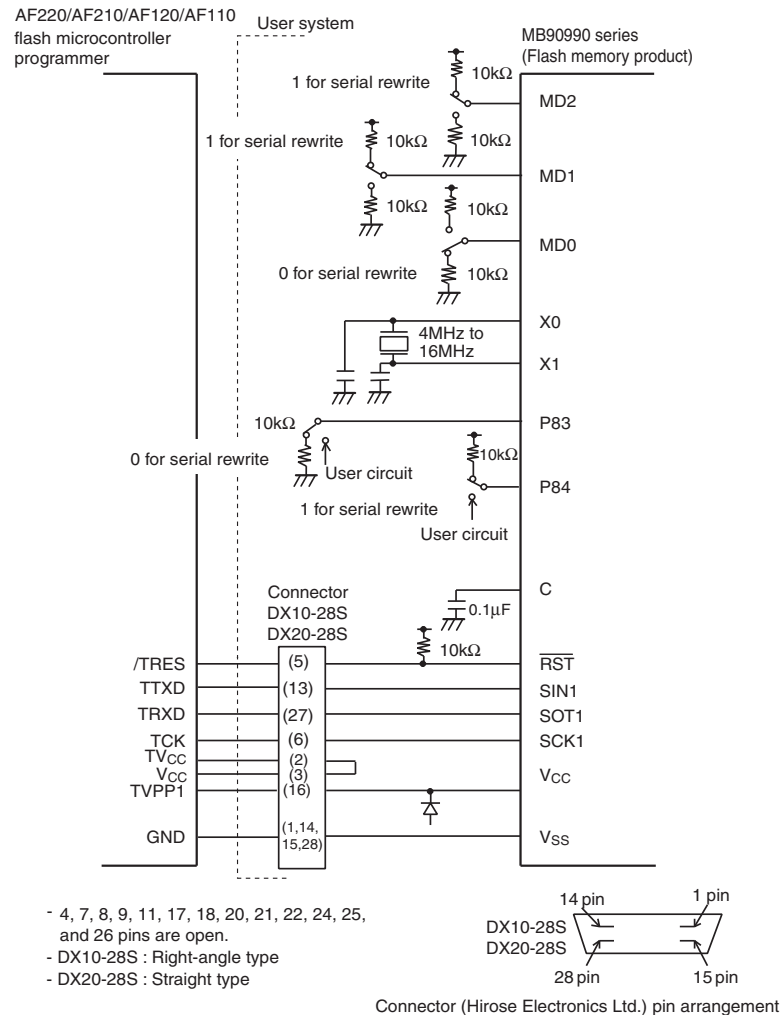 AF220/AF210/AF120/AF110
flash microcontroller
programmer
User system
MB90990 series
(Flash memory product)
10kΩ
1 for serial rewrite
MD2
10kΩ
10kΩ
1 for serial rewrite
MD1
10kΩ
10kΩ
MD0
0 for serial rewrite
10kΩ
X0
4MHz to
16MHz
X1
10kΩ
P83
0 for serial rewrite
User circuit
10kΩ
P84
1 for serial rewrite
User circuit
C
0.1µF
Connector
DX10-28S
DX20-28S
10kΩ
/TRES
(5)
RST
TTXD
(13)
SIN1
TRXD
(27)
SOT1
TCK
(6)
SCK1
TVCC
(2)
VCC
(3)
VCC
TVPP1
(16)
GND
(1,14,
15,28)
VSS
- 4, 7, 8, 9, 11, 17, 18, 20, 21, 22, 24, 25,
and 26 pins are open.
- DX10-28S : Right-angle type
- DX20-28S : Straight type
14 pin
1 pin
DX10-28S
DX20-28S
28 pin
15 pin
Connector (Hirose Electronics Ltd.) pin arrangement